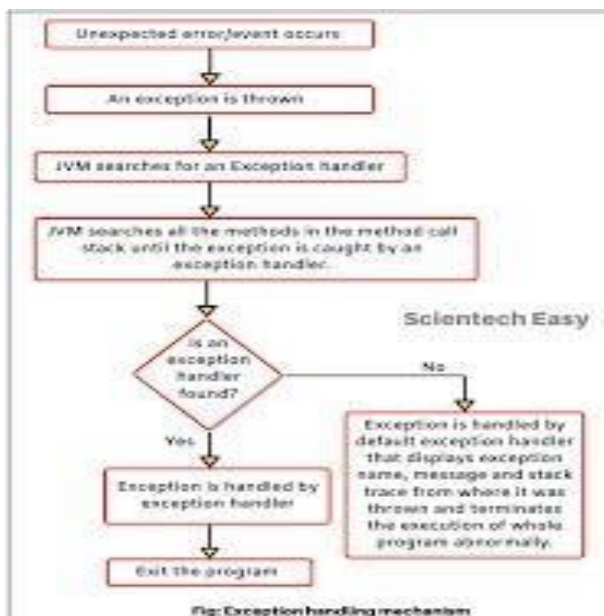 Unexpected error/event occurs
An exception is thrown
JVM searches for an Exception handler
JVM searches all the methods in the method call
stack until the exception is caught by an
exception handler.
Scientech Easy
Is an
exception
handler
found?
No
Yes
Exception is handled by
default exception handler
that displays exception
name, message and stack
trace from where it was
thrown and terminates
the execution of whole
program abnormally.
Exception is handled by
exception handler
Exit the program
Fig: Exception handling mechanism